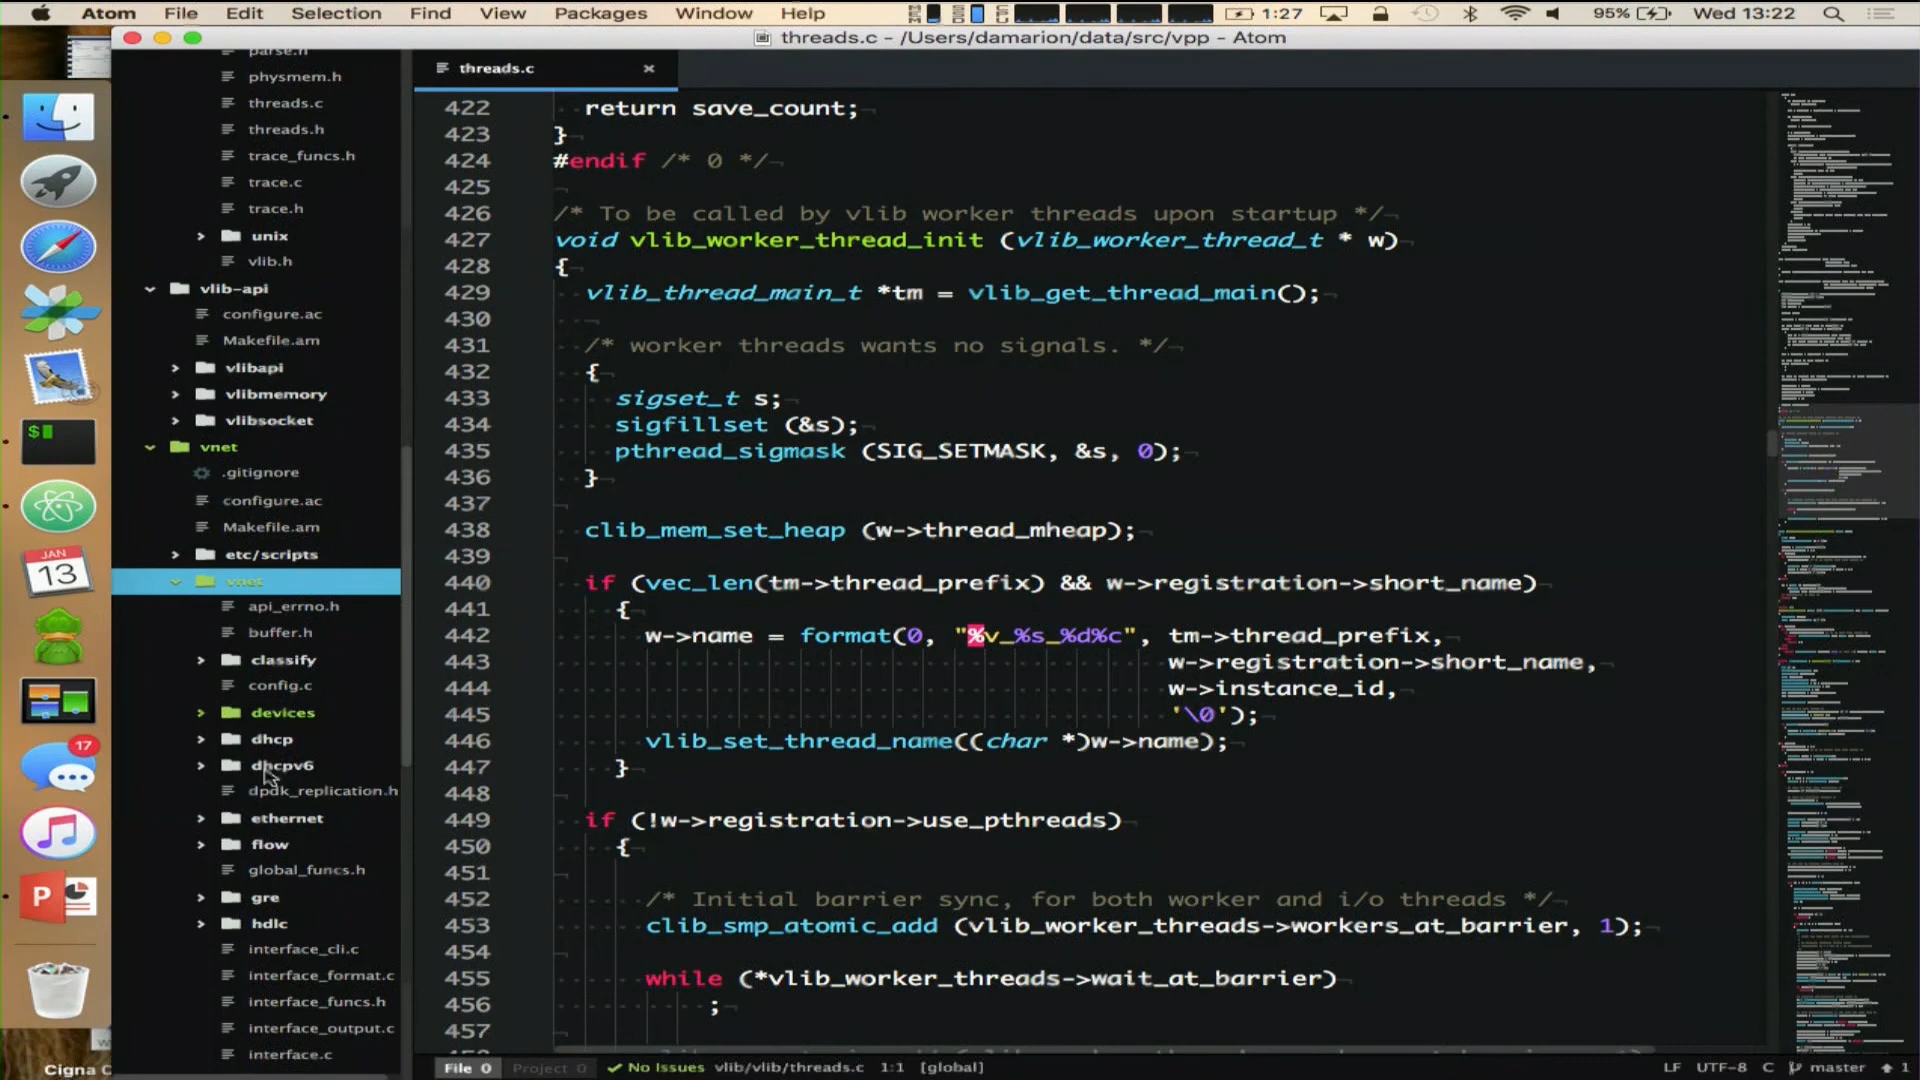 Atom File Edit Selection Find View Packages Window Help 1:27 95% Wed 13:22
threads.c - /Users/damarion/data/src/vpp - Atom
threads.c
parse.h
physmem.h
threads.c
threads.h
trace_funcs.h
trace.c
trace.h
unix
vlib.h
vlib-api
configure.ac
Makefile.am
vlibapi
vlibmemory
vlibsocket
vnet
.gitignore
configure.ac
Makefile.am
etc/scripts
vnet
api_errno.h
buffer.h
classify
config.c
devices
dhcp
dhcpv6
dpdk_replication.h
ethernet
flow
global_funcs.h
gre
hdlc
interface_cli.c
interface_format.c
interface_funcs.h
interface_output.c
interface.c
JAN
13
17
Cigna C
422 return save_count;
423 }
424 #endif /* 0 */
425
426 /* To be called by vlib worker threads upon startup */
427 void vlib_worker_thread_init (vlib_worker_thread_t * w)
428 {
429 vlib_thread_main_t *tm = vlib_get_thread_main();
430
431 /* worker threads wants no signals. */
432 {
433 sigset_t s;
434 sigfillset (&s);
435 pthread_sigmask (SIG_SETMASK, &s, 0);
436 }
437
438 clib_mem_set_heap (w->thread_mheap);
439
440 if (vec_len(tm->thread_prefix) && w->registration->short_name)
441 {
442 w->name = format(0, "%v_%s_%d%c", tm->thread_prefix,
443 w->registration->short_name,
444 w->instance_id,
445 '\0');
446 vlib_set_thread_name((char *)w->name);
447 }
448
449 if (!w->registration->use_pthreads)
450 {
451
452 /* Initial barrier sync, for both worker and i/o threads */
453 clib_smp_atomic_add (vlib_worker_threads->workers_at_barrier, 1);
454
455 while (*vlib_worker_threads->wait_at_barrier)
456 ;
457
File 0 Project 0 No Issues vlib/vlib/threads.c 1:1 [global] LF UTF-8 C master 1